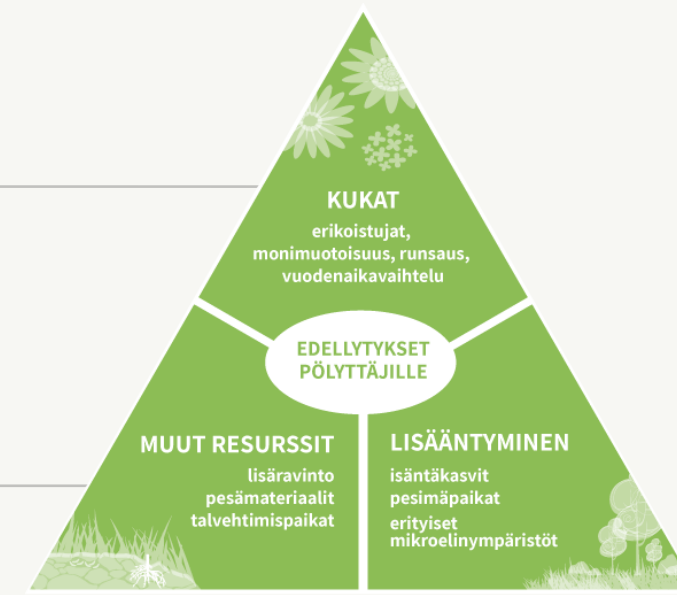 KUKAT
erikoistujat,
monimuotoisuus, runsaus,
vuodenaikavaihtelu
EDELLYTYKSET
PÖLYTTÄJILLE
MUUT RESURSSIT
lisäravinto
pesämateriaalit
talvehtimispaikat
LISÄÄNTYMINEN
isäntäkasvit
pesimäpaikat
erityiset
mikroelinympäristöt